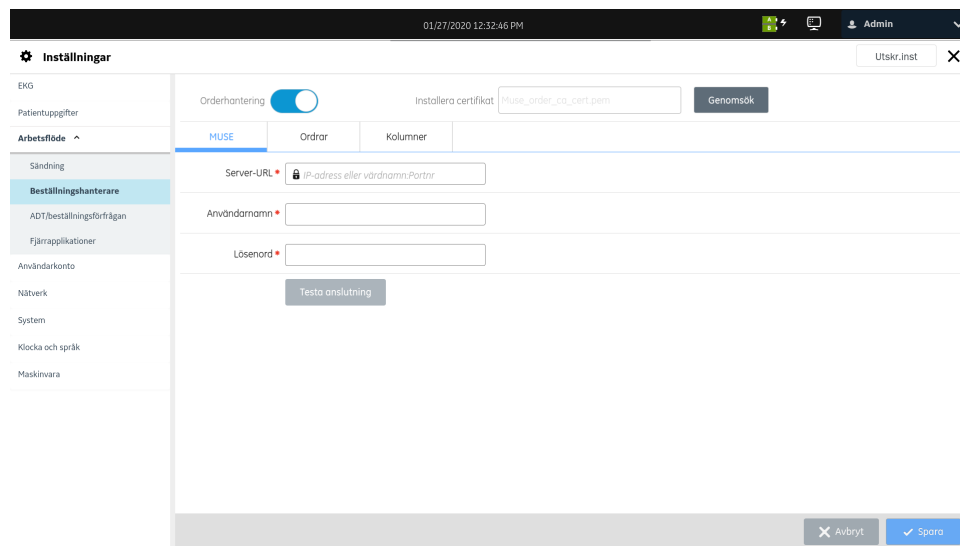 01/27/2020 12:32:46 PM
A
B
Admin
Inställningar
Utskr.inst
EKG
Patientuppgifter
Arbetsflöde
Sändning
Beställningshanterare
ADT/beställningsförfrågan
Fjärrapplikationer
Användarkonto
Nätverk
System
Klocka och språk
Maskinvara
Orderhantering
Installera certifikat
Muse_order_ca_cert.pem
Genomsök
MUSE
Ordrar
Kolumner
Server-URL *
IP-adress eller värdnamn:Portnr
Användarnamn *
Lösenord *
Testa anslutning
Avbryt
Spara